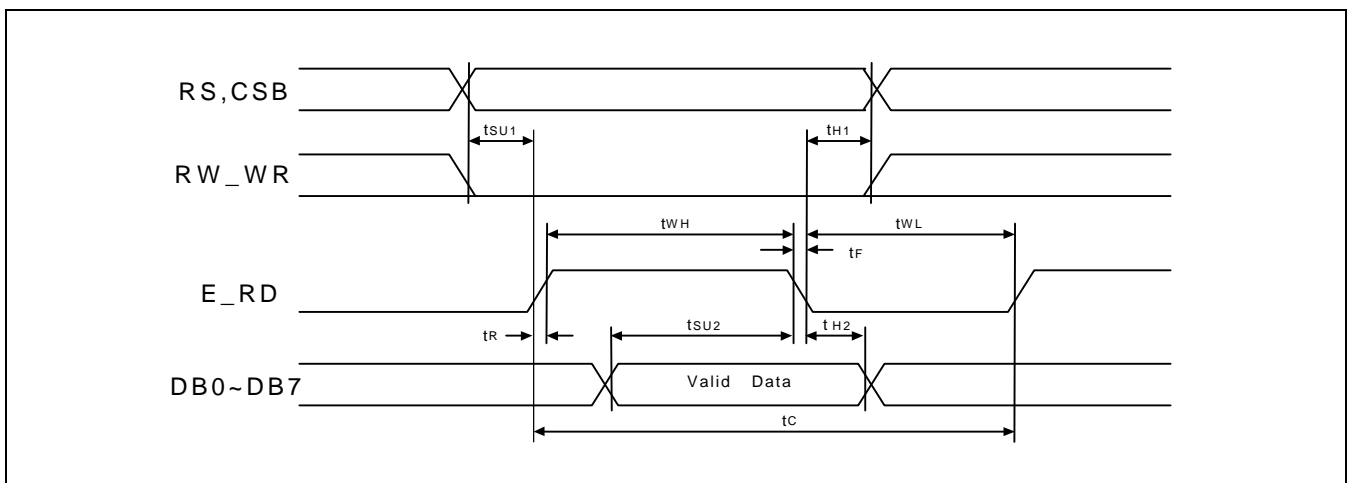 RS,CSB
tSU1
tH1
RW_WR
tWH
tWL
tF
E_RD
tSU2
tH2
tR
DB0~DB7
Valid Data
tC